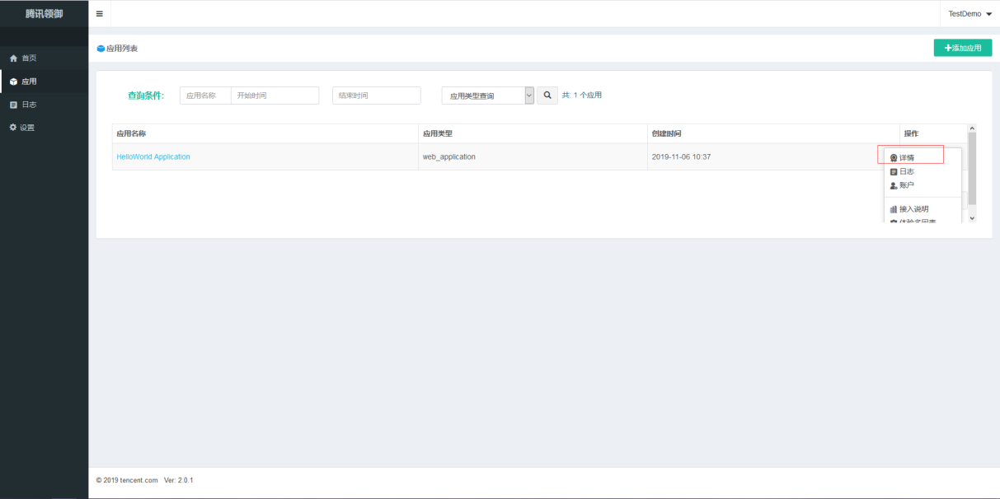 腾讯领御
TestDemo
首页
应用
日志
设置
应用列表
添加应用
查询条件:
应用名称
开始时间
结束时间
应用类型查询
共: 1 个应用
应用名称 应用类型 创建时间 操作
HelloWorld Application web_application 2019-11-06 10:37
详情
日志
账户
接入说明
© 2019 tencent.com Ver: 2.0.1